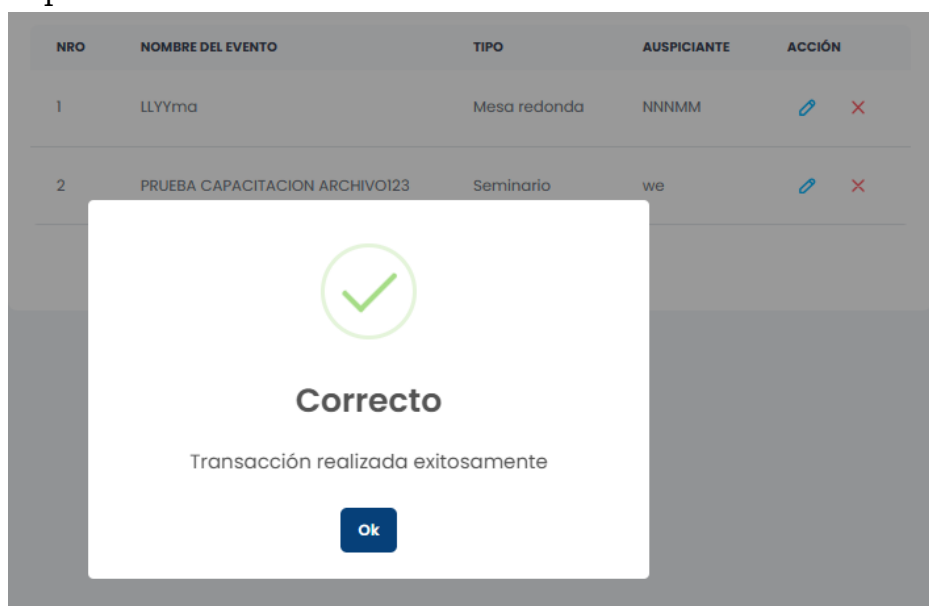 NRO NOMBRE DEL EVENTO TIPO AUSPICIANTE ACCIÓN
1 LLYYma Mesa redonda NNNMM
2 PRUEBA CAPACITACION ARCHIVO123 Seminario we
Correcto
Transacción realizada exitosamente
Ok